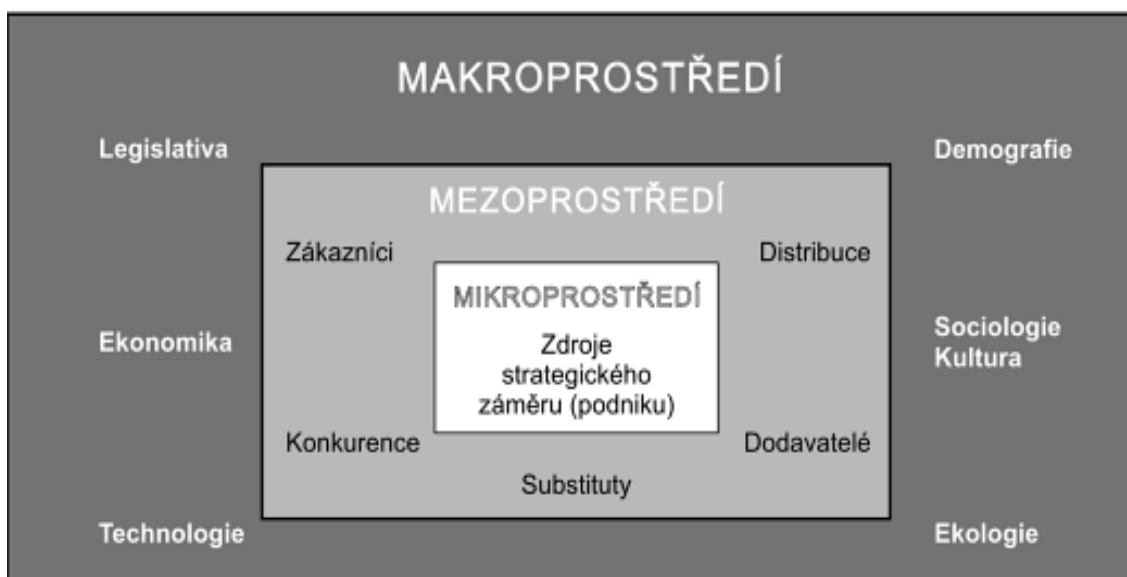 MAKROPROSTŘEDÍ
Legislativa
Demografie
MEZOPROSTŘEDÍ
Zákazníci
Distribuce
MIKROPROSTŘEDÍ
Zdroje
strategického
záměru (podniku)
Ekonomika
Sociologie
Kultura
Konkurence
Dodavatelé
Substituty
Technologie
Ekologie